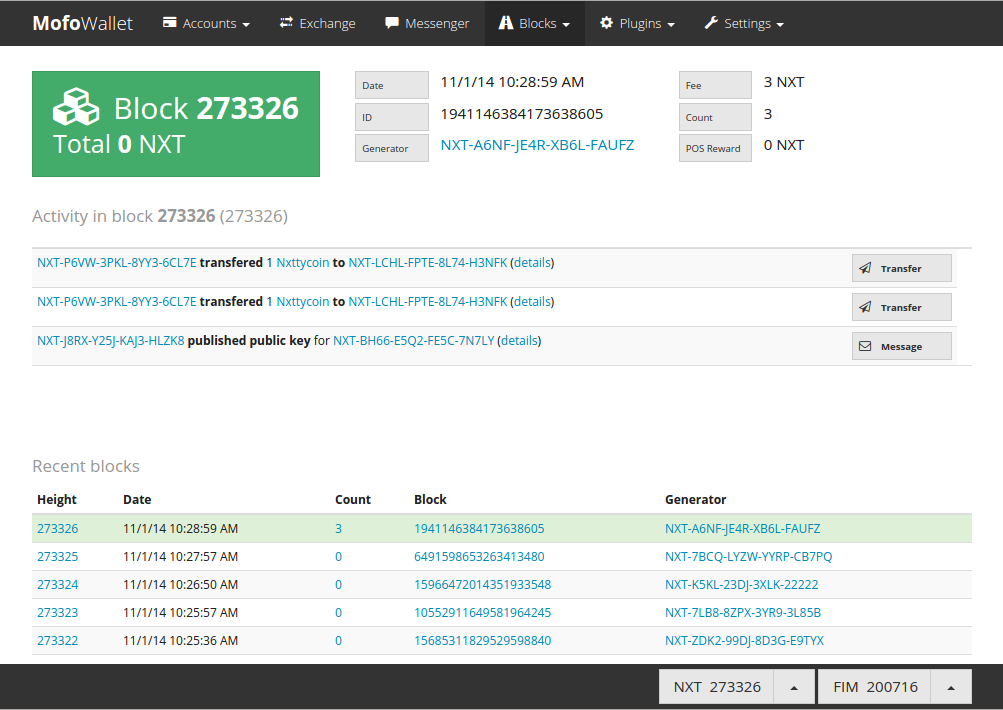 MofoWallet Accounts Exchange Messenger Blocks Plugins Settings
Block 273326
Total 0 NXT
Date 11/1/14 10:28:59 AM
ID 1941146384173638605
Generator NXT-A6NF-JE4R-XB6L-FAUFZ
Fee 3 NXT
Count 3
POS Reward 0 NXT
Activity in block 273326 (273326)
NXT-P6VW-3PKL-8YY3-6CL7E transfered 1 Nxttycoin to NXT-LCHL-FPTE-8L74-H3NFK (details) Transfer
NXT-P6VW-3PKL-8YY3-6CL7E transfered 1 Nxttycoin to NXT-LCHL-FPTE-8L74-H3NFK (details) Transfer
NXT-J8RX-Y25J-KAJ3-HLZK8 published public key for NXT-BH66-E5Q2-FE5C-7N7LY (details) Message
Recent blocks
Height Date Count Block Generator
273326 11/1/14 10:28:59 AM 3 1941146384173638605 NXT-A6NF-JE4R-XB6L-FAUFZ
273325 11/1/14 10:27:57 AM 0 6491598653263413480 NXT-7BCQ-LYZW-YYRP-CB7PQ
273324 11/1/14 10:26:50 AM 0 15966472014351933548 NXT-K5KL-23DJ-3XLK-22222
273323 11/1/14 10:25:57 AM 0 10552911649581964245 NXT-7LB8-8ZPX-3YR9-3L85B
273322 11/1/14 10:25:36 AM 0 15685311829529598840 NXT-ZDK2-99DJ-8D3G-E9TYX
NXT 273326 FIM 200716